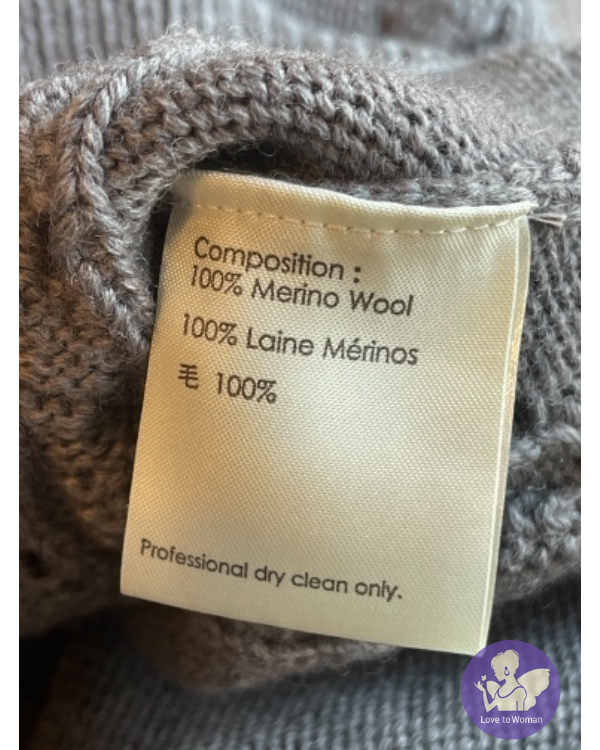 Composition :
100% Merino Wool
100% Laine Mérinos
毛 100%
Professional dry clean only.
Love to Woman